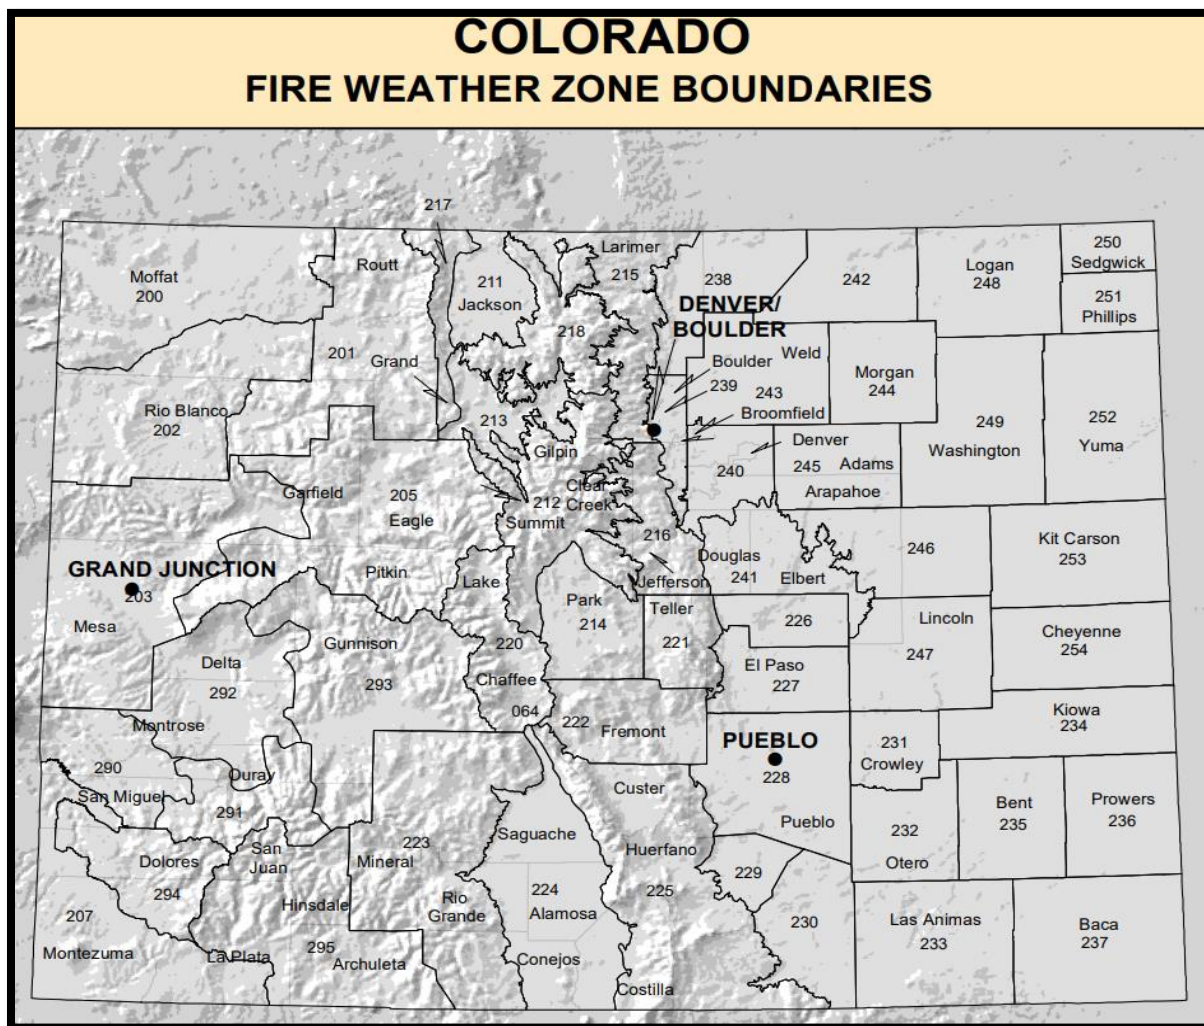 COLORADO
FIRE WEATHER ZONE BOUNDARIES
217
Larimer
250
Sedgwick
Routt
Moffat
200
211
Jackson
215
238
242
Logan
248
251
Phillips
DENVER/
BOULDER
218
201
Grand
Boulder
239
Weld
243
Morgan
244
Rio Blanco
202
213
Broomfield
249
Washington
252
Yuma
Gilpin
Denver
240
245
Adams
Arapahoe
Garfield
205
Eagle
212
Summit
Clear
Creek
216
246
Kit Carson
253
GRAND JUNCTION
203
Mesa
Pitkin
Lake
Douglas
241
Elbert
Jefferson
Park
214
Teller
221
226
Lincoln
247
Cheyenne
254
Gunnison
293
Delta
292
220
Chaffee
El Paso
227
Montrose
064
222
Fremont
Kiowa
234
PUEBLO
228
Pueblo
231
Crowley
290
San Miguel
Ouray
291
Custer
Bent
235
Prowers
236
Saguache
232
Otero
Dolores
294
San
Juan
Mineral
223
Huerfano
225
229
224
Alamosa
Rio
Grande
Hinsdale
207
Montezuma
230
Las Animas
233
Baca
237
La Plata
295
Archuleta
Conejos
Costilla